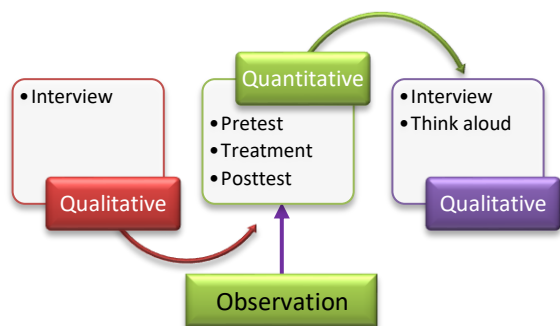 • Interview
Qualitative
Quantitative
• Pretest
• Treatment
• Posttest
• Interview
• Think aloud
Qualitative
Observation